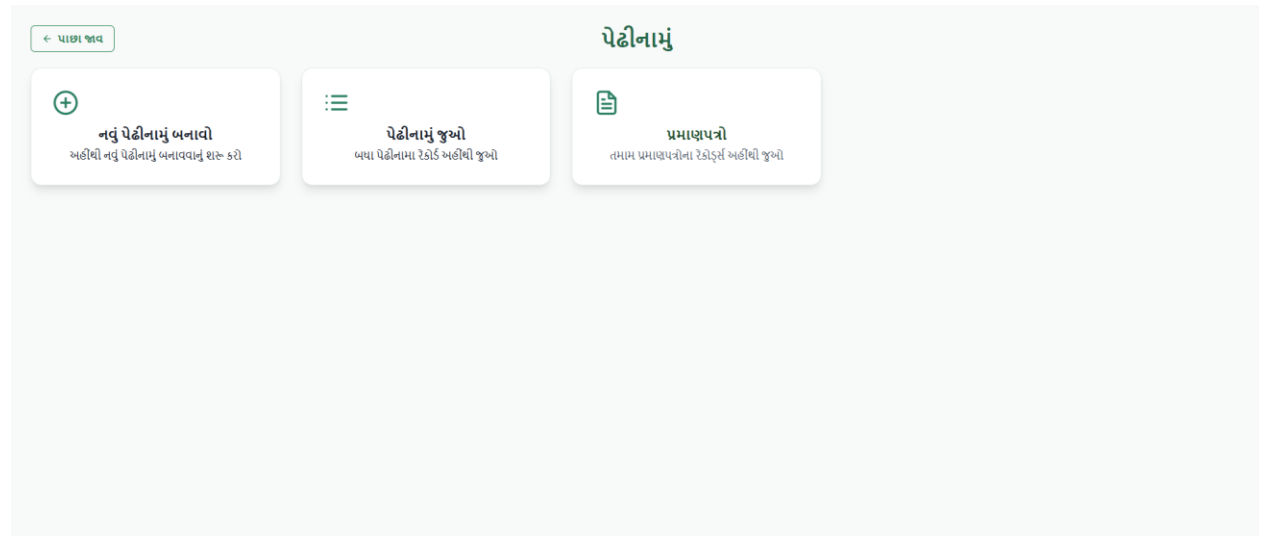 ← પાછા જાવ
પેઢીનામું
નવું પેઢીનામું બનાવો
અહીંથી નવું પેઢીનામું બનાવવાનું શરૂ કરો
પેઢીનામું જુઓ
બધા પેઢીનામા રેકોર્ડ અહીંથી જુઓ
પ્રમાણપત્રો
તમામ પ્રમાણપત્રોના રેકોર્ડ્સ અહીંથી જુઓ